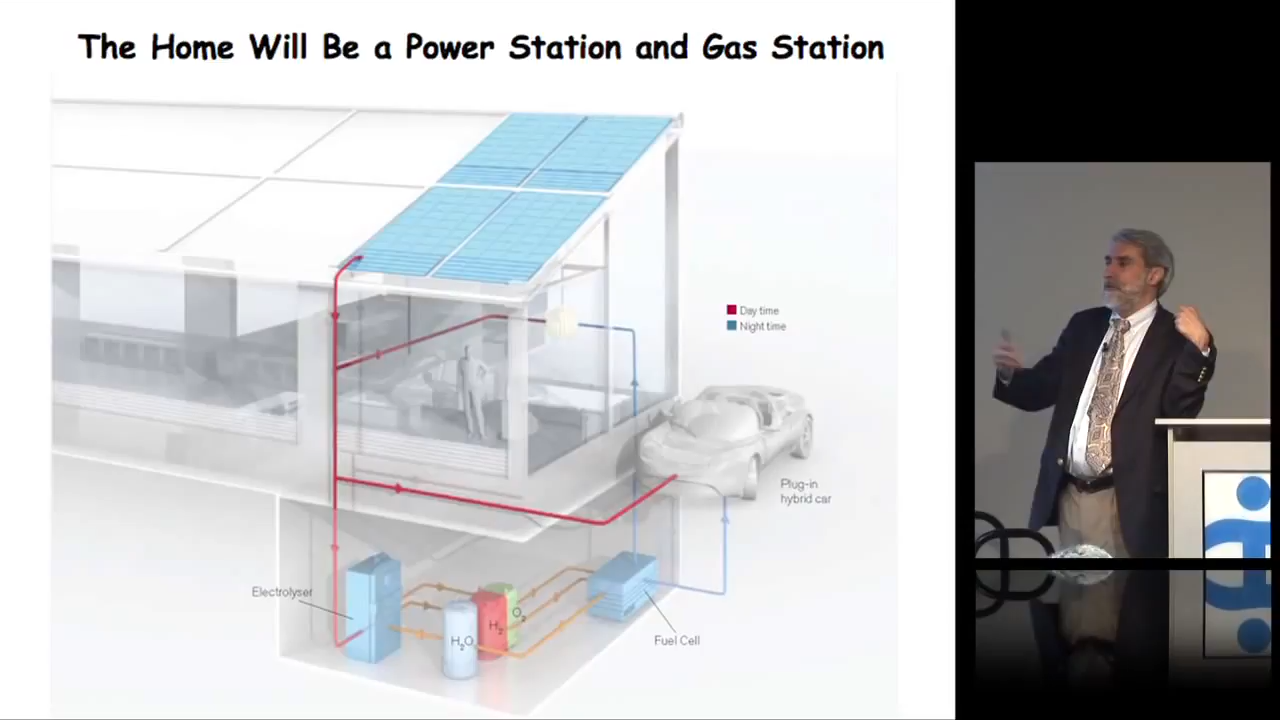 The Home Will Be a Power Station and Gas Station
Day time
Night time
Plug-in
hybrid car
Electrolyser
H₂O
H₂
O₂
Fuel Cell